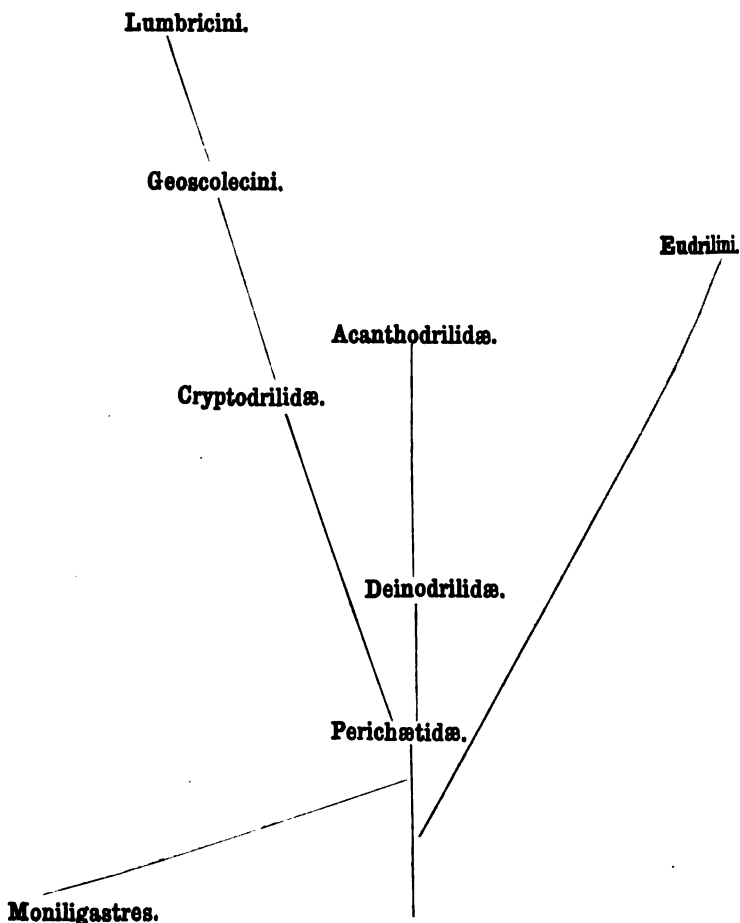 Lumbricini.
Geoscolecini.
Eudrilini.
Acanthodrilidæ.
Cryptodrilidæ.
Deinodrilidæ.
Perichætidæ.
Moniligastres.